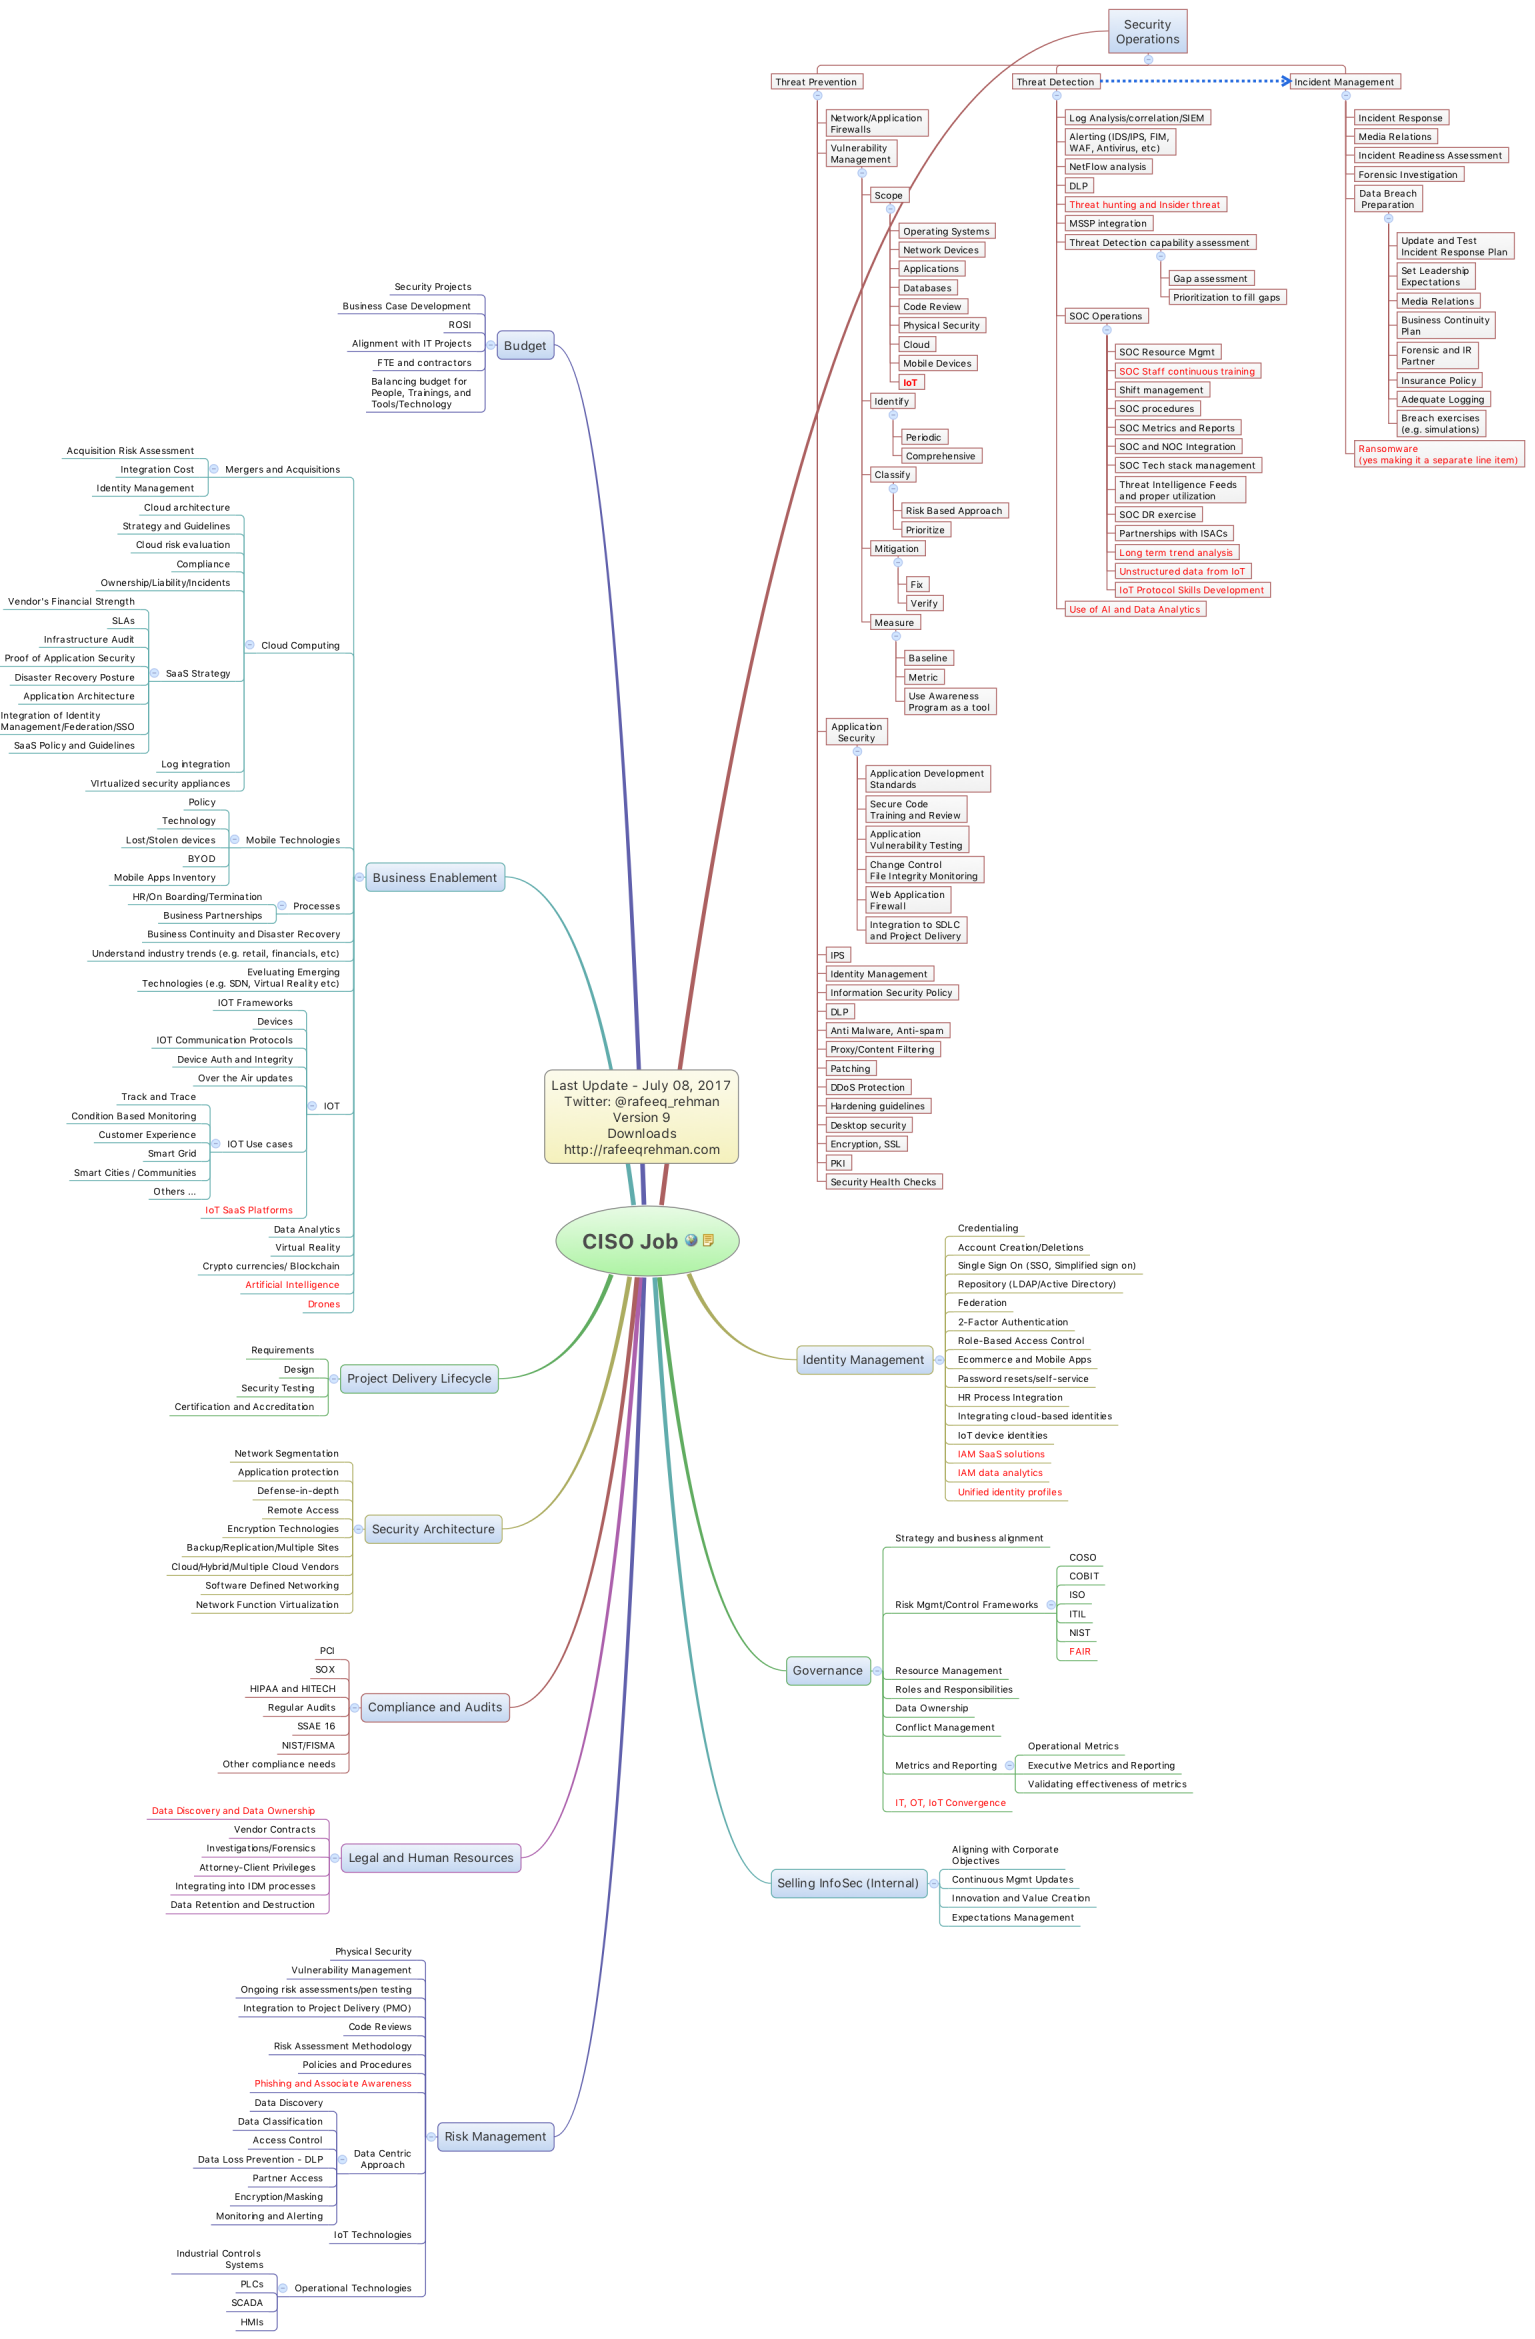 Security
Operations
Threat Prevention
Network/Application
Firewalls
Vulnerability
Management
Scope
Operating Systems
Network Devices
Applications
Databases
Code Review
Physical Security
Cloud
Mobile Devices
IoT
Identify
Periodic
Comprehensive
Classify
Risk Based Approach
Prioritize
Mitigation
Fix
Verify
Measure
Baseline
Metric
Use Awareness
Program as a tool
Application
Security
Application Development
Standards
Secure Code
Training and Review
Application
Vulnerability Testing
Change Control
File Integrity Monitoring
Web Application
Firewall
Integration to SDLC
and Project Delivery
IPS
Identity Management
Information Security Policy
DLP
Anti Malware, Anti-spam
Proxy/Content Filtering
Patching
DDoS Protection
Hardening guidelines
Desktop security
Encryption, SSL
PKI
Security Health Checks
Threat Detection
Log Analysis/correlation/SIEM
Alerting (IDS/IPS, FIM,
WAF, Antivirus, etc)
NetFlow analysis
DLP
Threat hunting and Insider threat
MSSP integration
Threat Detection capability assessment
Gap assessment
Prioritization to fill gaps
SOC Operations
SOC Resource Mgmt
SOC Staff continuous training
Shift management
SOC procedures
SOC Metrics and Reports
SOC and NOC Integration
SOC Tech stack management
Threat Intelligence Feeds
and proper utilization
SOC DR exercise
Partnerships with ISACs
Long term trend analysis
Unstructured data from IoT
IoT Protocol Skills Development
Use of AI and Data Analytics
Incident Management
Incident Response
Media Relations
Incident Readiness Assessment
Forensic Investigation
Data Breach
Preparation
Update and Test
Incident Response Plan
Set Leadership
Expectations
Media Relations
Business Continuity
Plan
Forensic and IR
Partner
Insurance Policy
Adequate Logging
Breach exercises
(e.g. simulations)
Ransomware
(yes making it a separate line item)
Budget
Security Projects
Business Case Development
ROSI
Alignment with IT Projects
FTE and contractors
Balancing budget for
People, Trainings, and
Tools/Technology
Business Enablement
Mergers and Acquisitions
Acquisition Risk Assessment
Integration Cost
Identity Management
Cloud Computing
Cloud architecture
Strategy and Guidelines
Cloud risk evaluation
Compliance
Ownership/Liability/Incidents
SaaS Strategy
Vendor's Financial Strength
SLAs
Infrastructure Audit
Proof of Application Security
Disaster Recovery Posture
Application Architecture
Integration of Identity
Management/Federation/SSO
SaaS Policy and Guidelines
Log integration
VIrtualized security appliances
Mobile Technologies
Policy
Technology
Lost/Stolen devices
BYOD
Mobile Apps Inventory
Processes
HR/On Boarding/Termination
Business Partnerships
Business Continuity and Disaster Recovery
Understand industry trends (e.g. retail, financials, etc)
Eveluating Emerging
Technologies (e.g. SDN, Virtual Reality etc)
IOT
IOT Frameworks
Devices
IOT Communication Protocols
Device Auth and Integrity
Over the Air updates
IOT Use cases
Track and Trace
Condition Based Monitoring
Customer Experience
Smart Grid
Smart Cities / Communities
Others ...
IoT SaaS Platforms
Data Analytics
Virtual Reality
Crypto currencies/ Blockchain
Artificial Intelligence
Drones
Last Update - July 08, 2017
Twitter: @rafeeq_rehman
Version 9
Downloads
http://rafeeqrehman.com
CISO Job
Project Delivery Lifecycle
Requirements
Design
Security Testing
Certification and Accreditation
Security Architecture
Network Segmentation
Application protection
Defense-in-depth
Remote Access
Encryption Technologies
Backup/Replication/Multiple Sites
Cloud/Hybrid/Multiple Cloud Vendors
Software Defined Networking
Network Function Virtualization
Compliance and Audits
PCI
SOX
HIPAA and HITECH
Regular Audits
SSAE 16
NIST/FISMA
Other compliance needs
Legal and Human Resources
Data Discovery and Data Ownership
Vendor Contracts
Investigations/Forensics
Attorney-Client Privileges
Integrating into IDM processes
Data Retention and Destruction
Risk Management
Physical Security
Vulnerability Management
Ongoing risk assessments/pen testing
Integration to Project Delivery (PMO)
Code Reviews
Risk Assessment Methodology
Policies and Procedures
Phishing and Associate Awareness
Data Centric
Approach
Data Discovery
Data Classification
Access Control
Data Loss Prevention - DLP
Partner Access
Encryption/Masking
Monitoring and Alerting
IoT Technologies
Operational Technologies
Industrial Controls
Systems
PLCs
SCADA
HMIs
Identity Management
Credentialing
Account Creation/Deletions
Single Sign On (SSO, Simplified sign on)
Repository (LDAP/Active Directory)
Federation
2-Factor Authentication
Role-Based Access Control
Ecommerce and Mobile Apps
Password resets/self-service
HR Process Integration
Integrating cloud-based identities
IoT device identities
IAM SaaS solutions
IAM data analytics
Unified identity profiles
Governance
Strategy and business alignment
Risk Mgmt/Control Frameworks
COSO
COBIT
ISO
ITIL
NIST
FAIR
Resource Management
Roles and Responsibilities
Data Ownership
Conflict Management
Metrics and Reporting
Operational Metrics
Executive Metrics and Reporting
Validating effectiveness of metrics
IT, OT, IoT Convergence
Selling InfoSec (Internal)
Aligning with Corporate
Objectives
Continuous Mgmt Updates
Innovation and Value Creation
Expectations Management